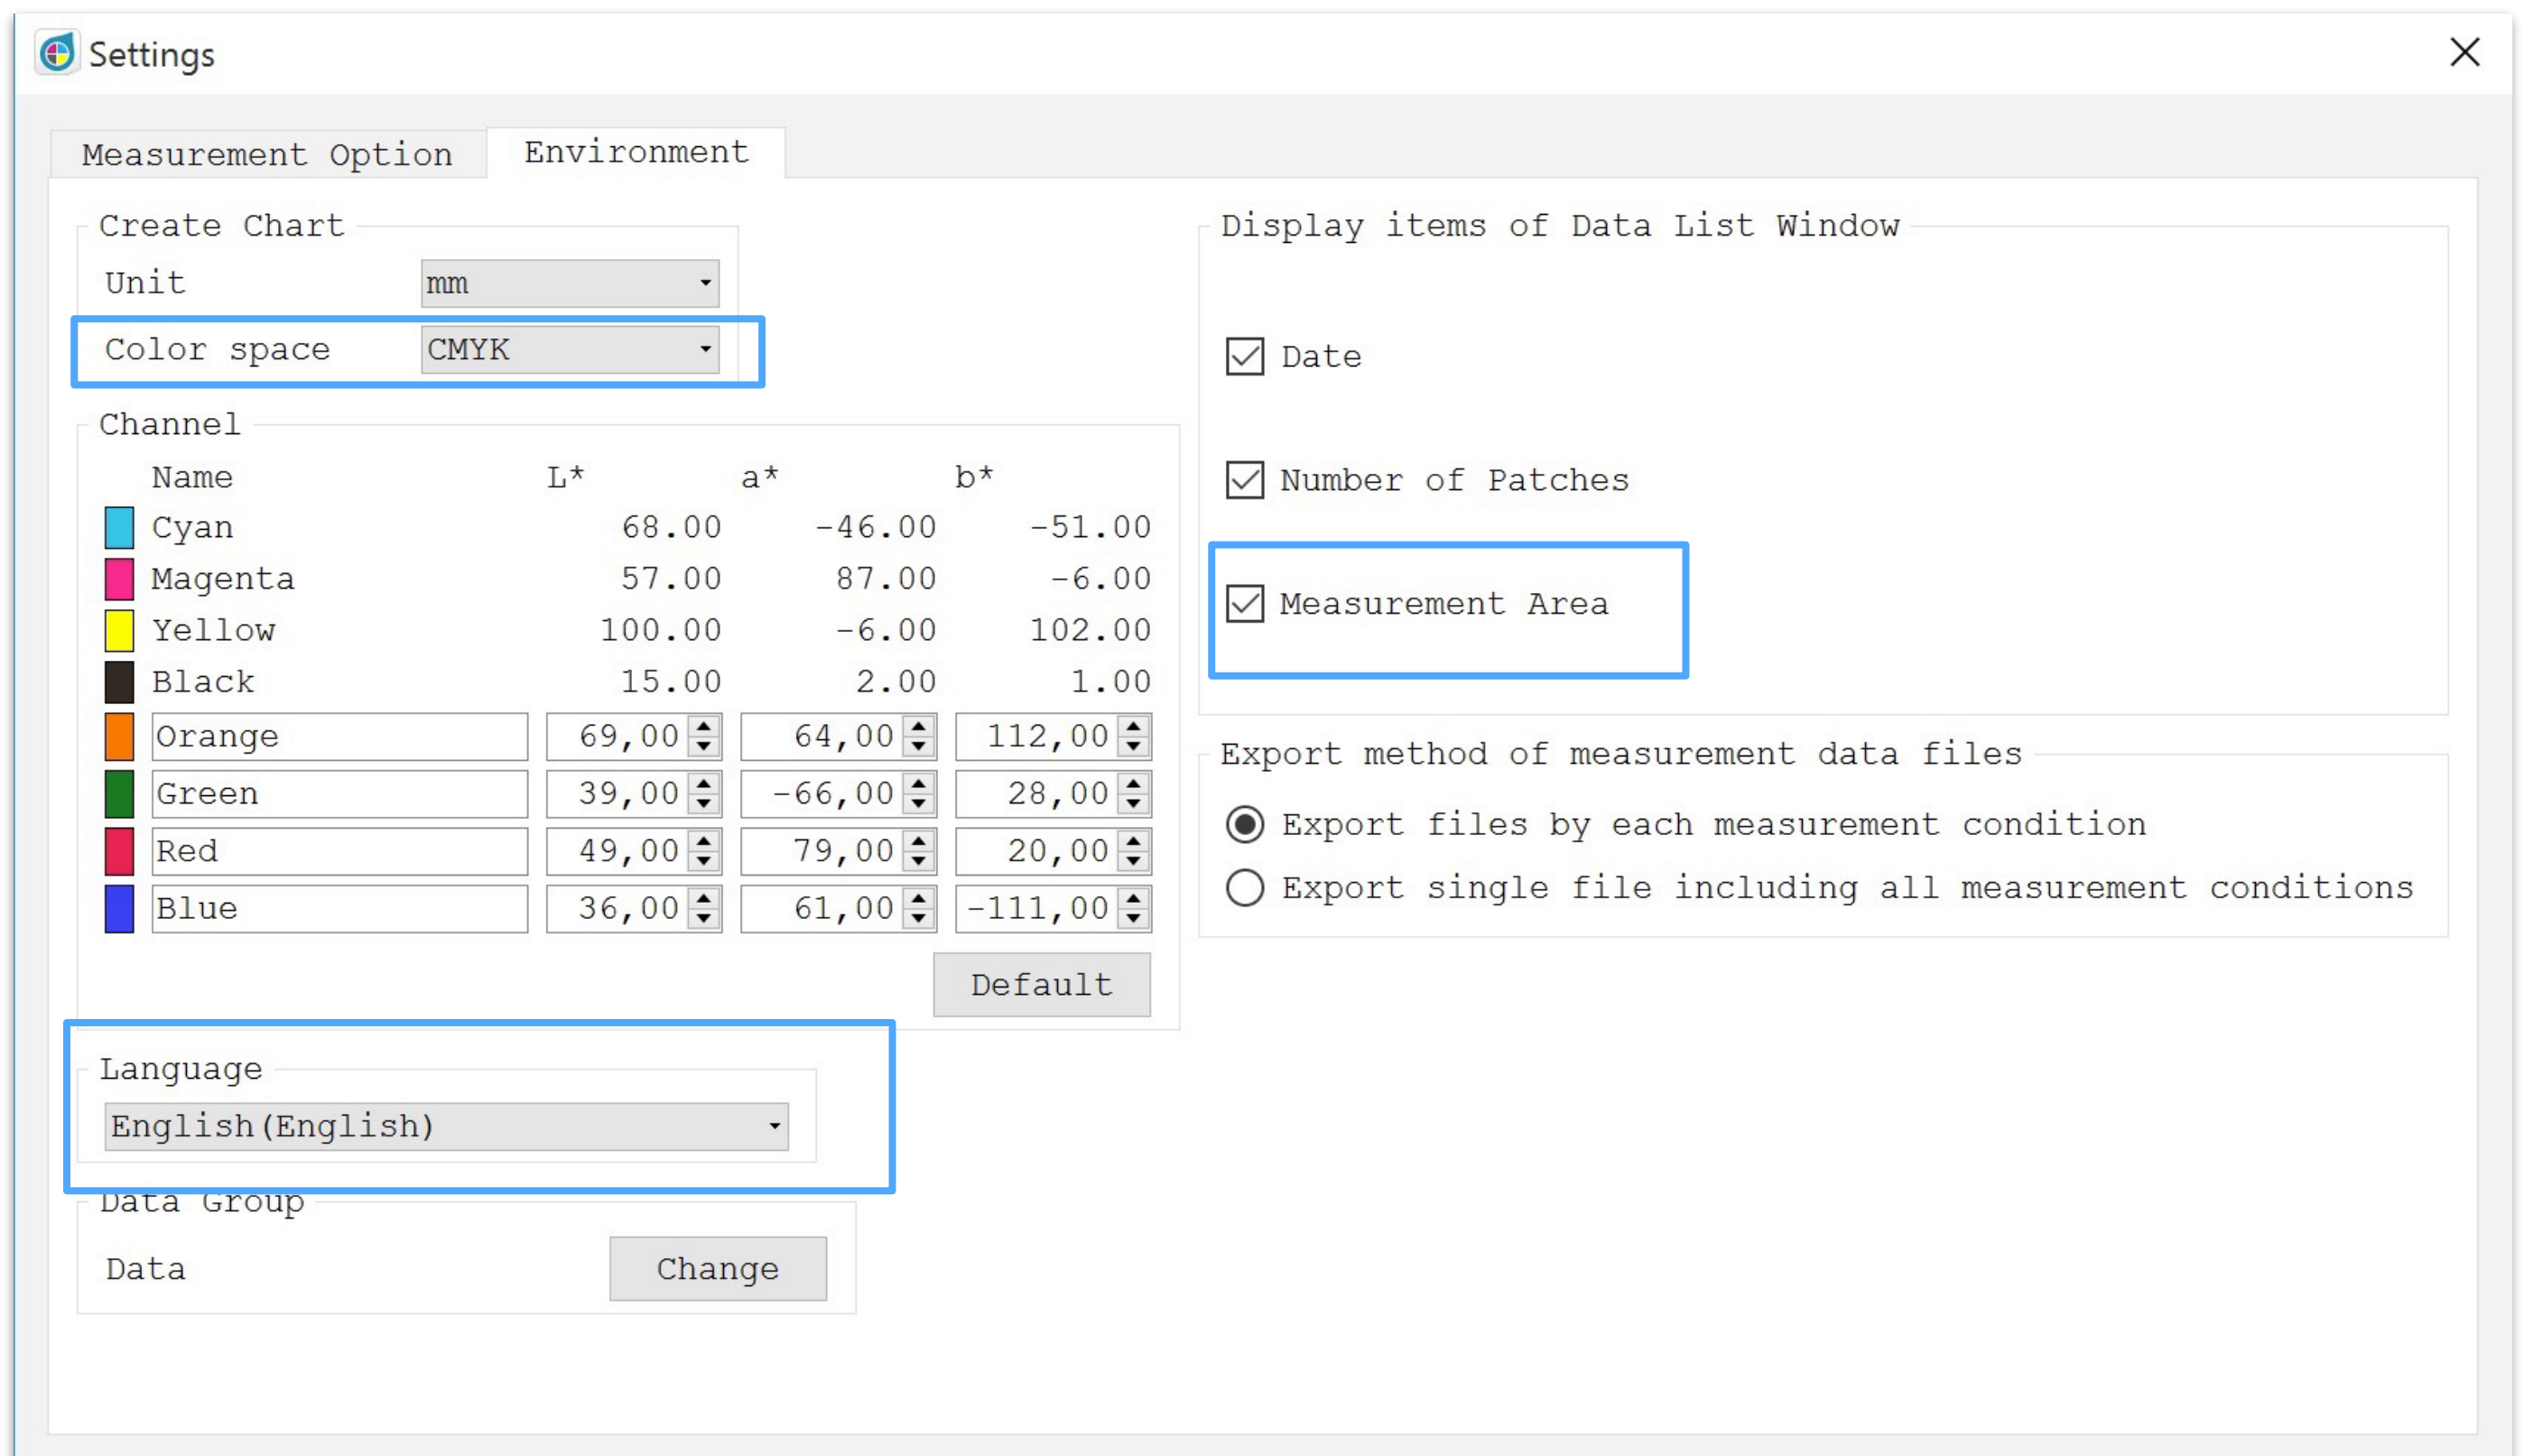 Settings
Measurement Option Environment
Create Chart
Unit mm
Color space CMYK
Channel
Name L* a* b*
Cyan 68.00 -46.00 -51.00
Magenta 57.00 87.00 -6.00
Yellow 100.00 -6.00 102.00
Black 15.00 2.00 1.00
Orange 69,00 64,00 112,00
Green 39,00 -66,00 28,00
Red 49,00 79,00 20,00
Blue 36,00 61,00 -111,00
Default
Language
English(English)
Data Group
Data Change
Display items of Data List Window
Date
Number of Patches
Measurement Area
Export method of measurement data files
Export files by each measurement condition
Export single file including all measurement conditions